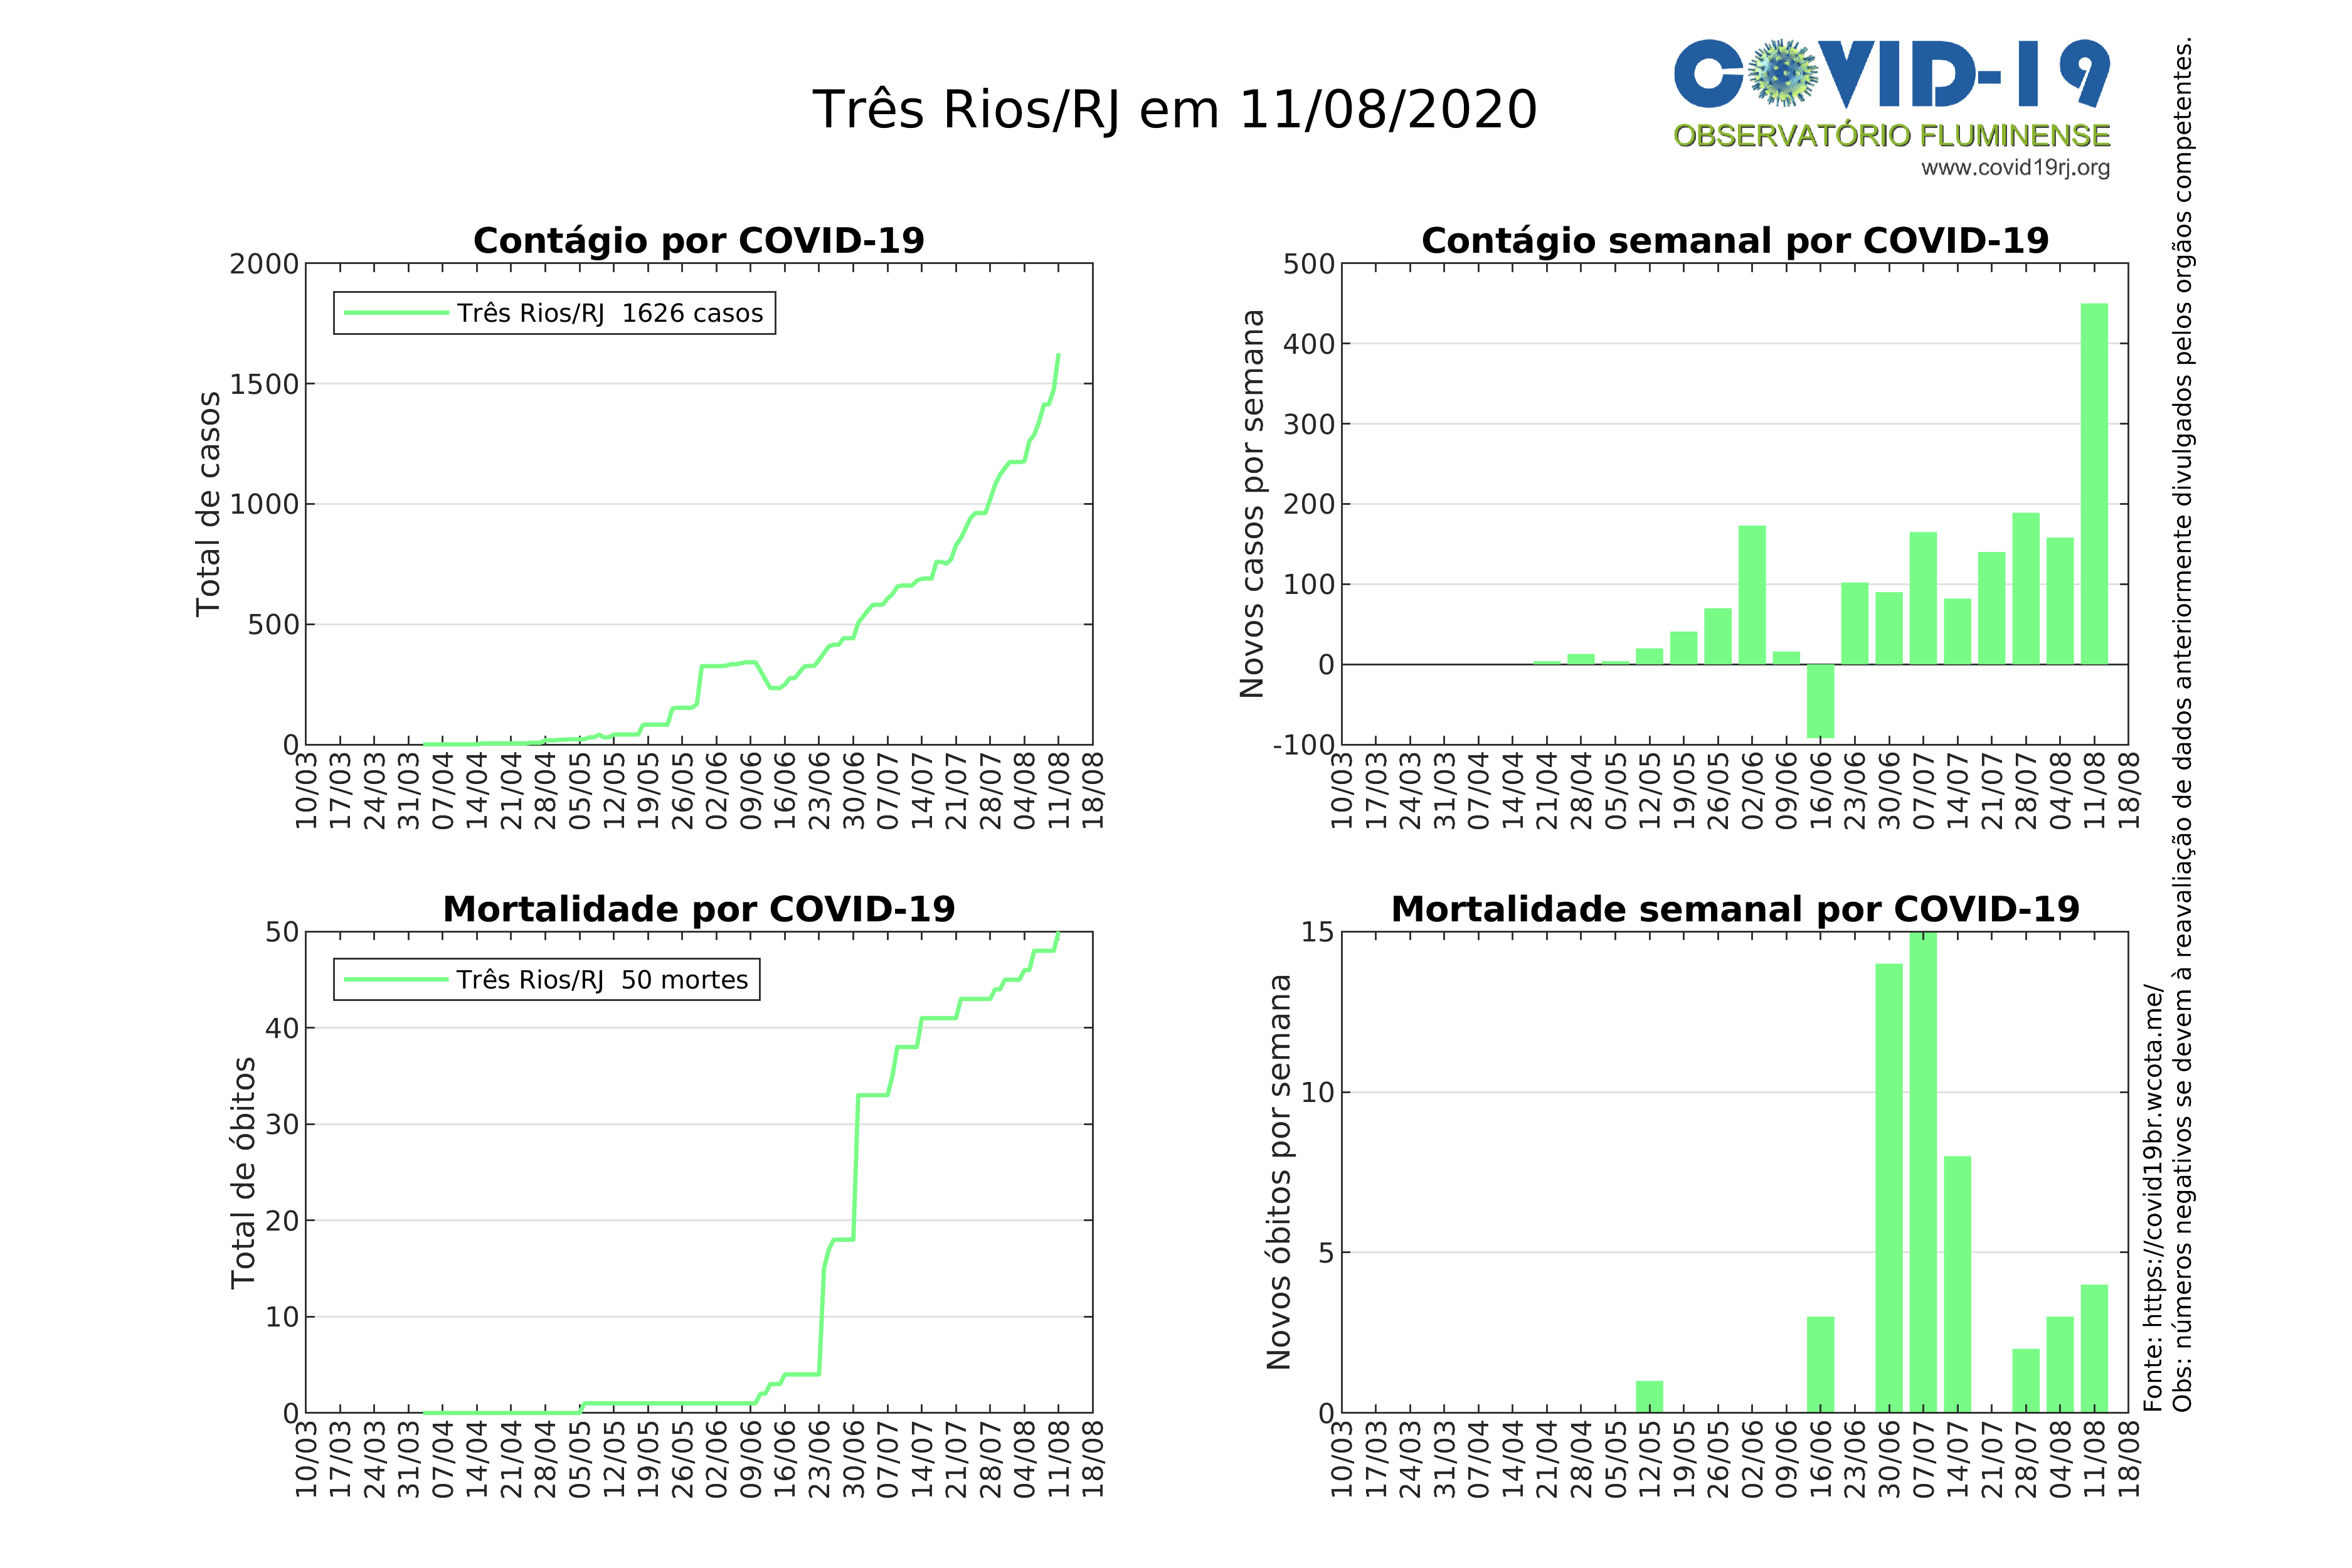 Três Rios/RJ em 11/08/2020
COVID-19
OBSERVATÓRIO FLUMINENSE
www.covid19rj.org
Contágio por COVID-19
Total de casos
2000
1500
1000
500
0
Três Rios/RJ 1626 casos
10/03 17/03 24/03 31/03 07/04 14/04 21/04 28/04 05/05 12/05 19/05 26/05 02/06 09/06 16/06 23/06 30/06 07/07 14/07 21/07 28/07 04/08 11/08 18/08
Contágio semanal por COVID-19
Novos casos por semana
500
400
300
200
100
0
-100
10/03 17/03 24/03 31/03 07/04 14/04 21/04 28/04 05/05 12/05 19/05 26/05 02/06 09/06 16/06 23/06 30/06 07/07 14/07 21/07 28/07 04/08 11/08 18/08
Mortalidade por COVID-19
Total de óbitos
50
40
30
20
10
0
Três Rios/RJ 50 mortes
10/03 17/03 24/03 31/03 07/04 14/04 21/04 28/04 05/05 12/05 19/05 26/05 02/06 09/06 16/06 23/06 30/06 07/07 14/07 21/07 28/07 04/08 11/08 18/08
Mortalidade semanal por COVID-19
Novos óbitos por semana
15
10
5
0
10/03 17/03 24/03 31/03 07/04 14/04 21/04 28/04 05/05 12/05 19/05 26/05 02/06 09/06 16/06 23/06 30/06 07/07 14/07 21/07 28/07 04/08 11/08 18/08
Fonte: https://covid19br.wcota.me/
Obs: números negativos se devem à reavaliação de dados anteriormente divulgados pelos orgãos competentes.